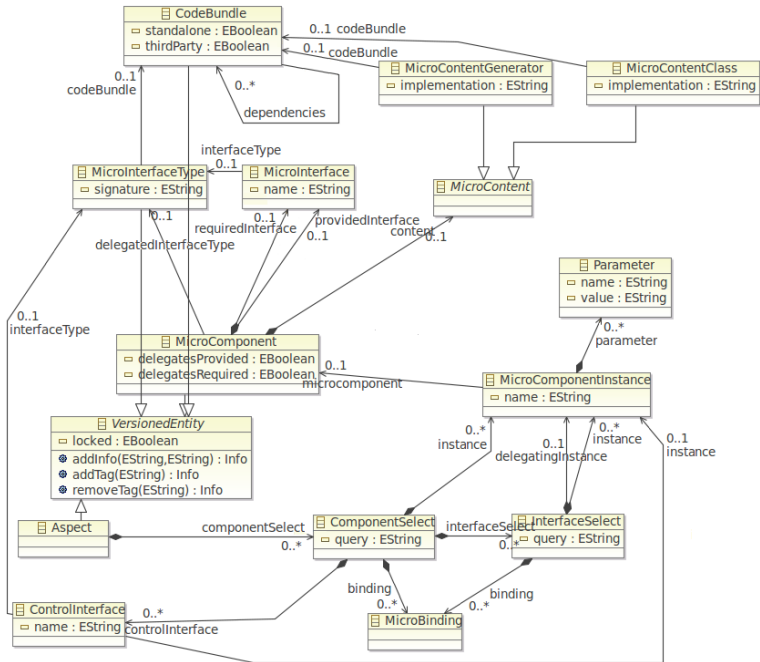 CodeBundle
standalone : EBoolean
thirdParty : EBoolean
0..1 codeBundle
0..1
codeBundle
MicroContentGenerator
implementation : EString
MicroContentClass
implementation : EString
0..1
codeBundle
0..*
dependencies
interfaceType
0..1
MicroInterfaceType
signature : EString
MicroInterface
name : EString
MicroContent
0..1
delegatedInterfaceType
0..1
requiredInterface
providedInterface
0..1
content
0..1
Parameter
name : EString
value : EString
0..1
interfaceType
0..*
parameter
MicroComponent
delegatesProvided : EBoolean
delegatesRequired : EBoolean
0..1
microcomponent
MicroComponentInstance
name : EString
VersionedEntity
locked : EBoolean
addInfo(EString,EString) : Info
addTag(EString) : Info
removeTag(EString) : Info
0..*
instance
0..1
delegatingInstance
0..*
instance
0..1
instance
Aspect
componentSelect
0..*
ComponentSelect
query : EString
interfaceSelect
0..*
InterfaceSelect
query : EString
binding
0..*
binding
0..*
ControlInterface
name : EString
0..*
controlInterface
MicroBinding